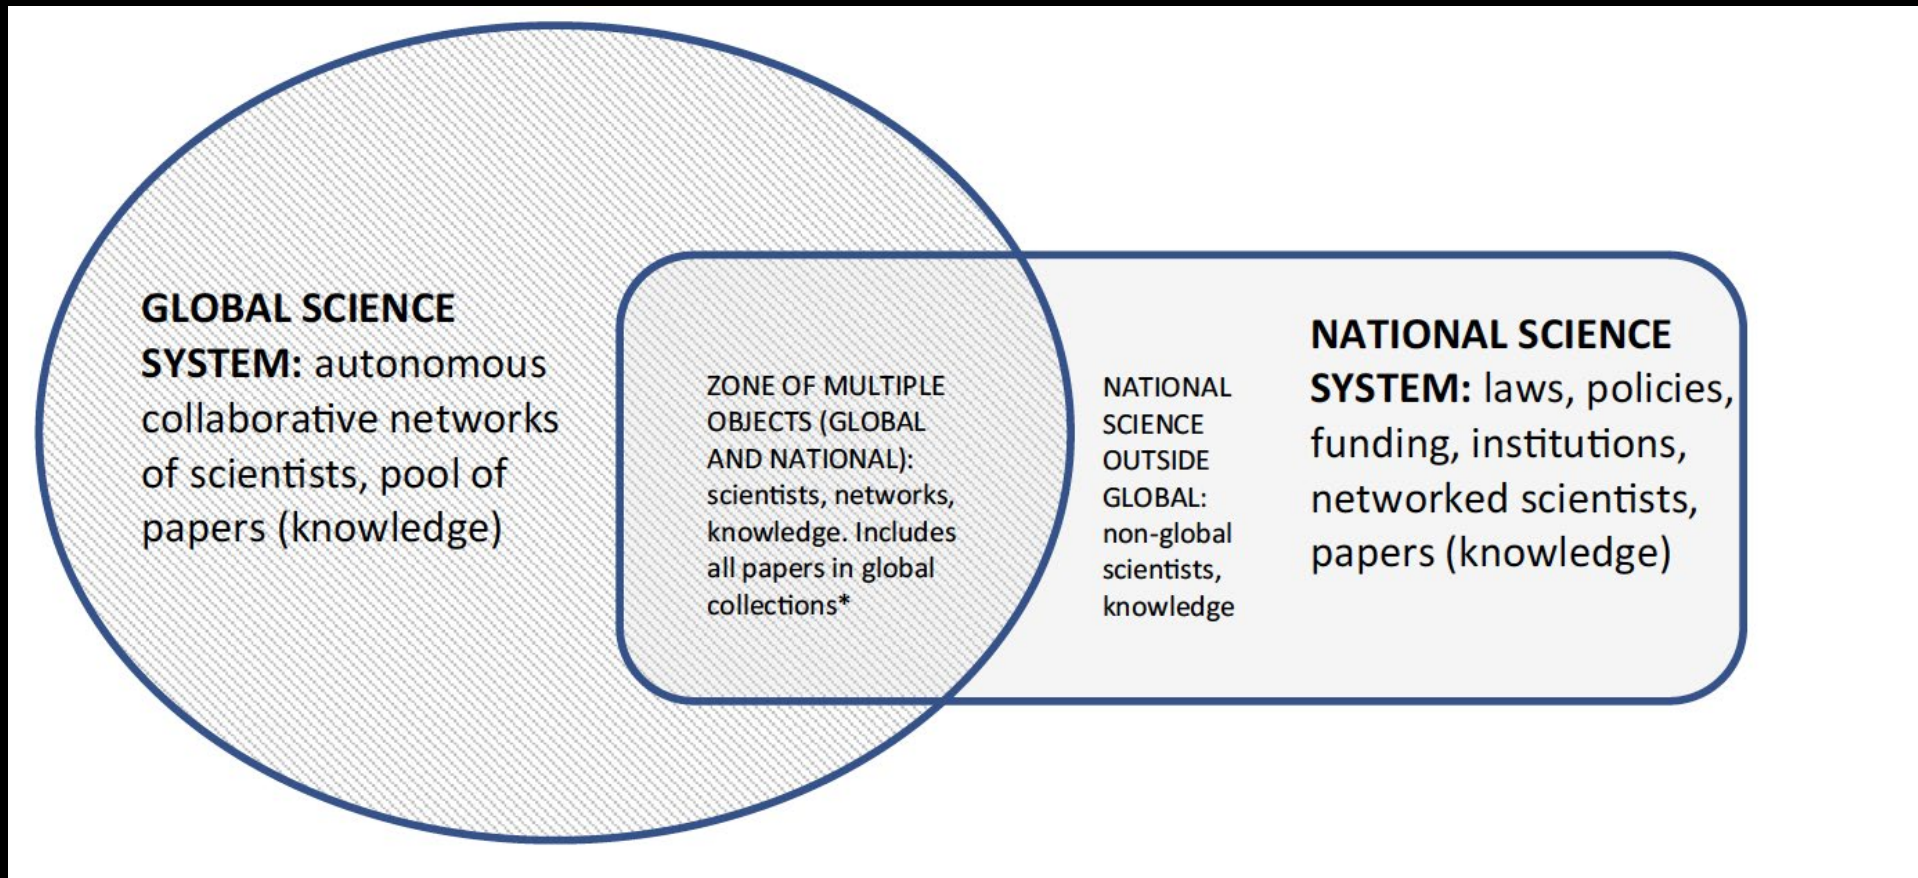 GLOBAL SCIENCE
SYSTEM: autonomous
collaborative networks
of scientists, pool of
papers (knowledge)
ZONE OF MULTIPLE
OBJECTS (GLOBAL
AND NATIONAL):
scientists, networks,
knowledge. Includes
all papers in global
collections*
NATIONAL
SCIENCE
OUTSIDE
GLOBAL:
non-global
scientists,
knowledge
NATIONAL SCIENCE
SYSTEM: laws, policies,
funding, institutions,
networked scientists,
papers (knowledge)